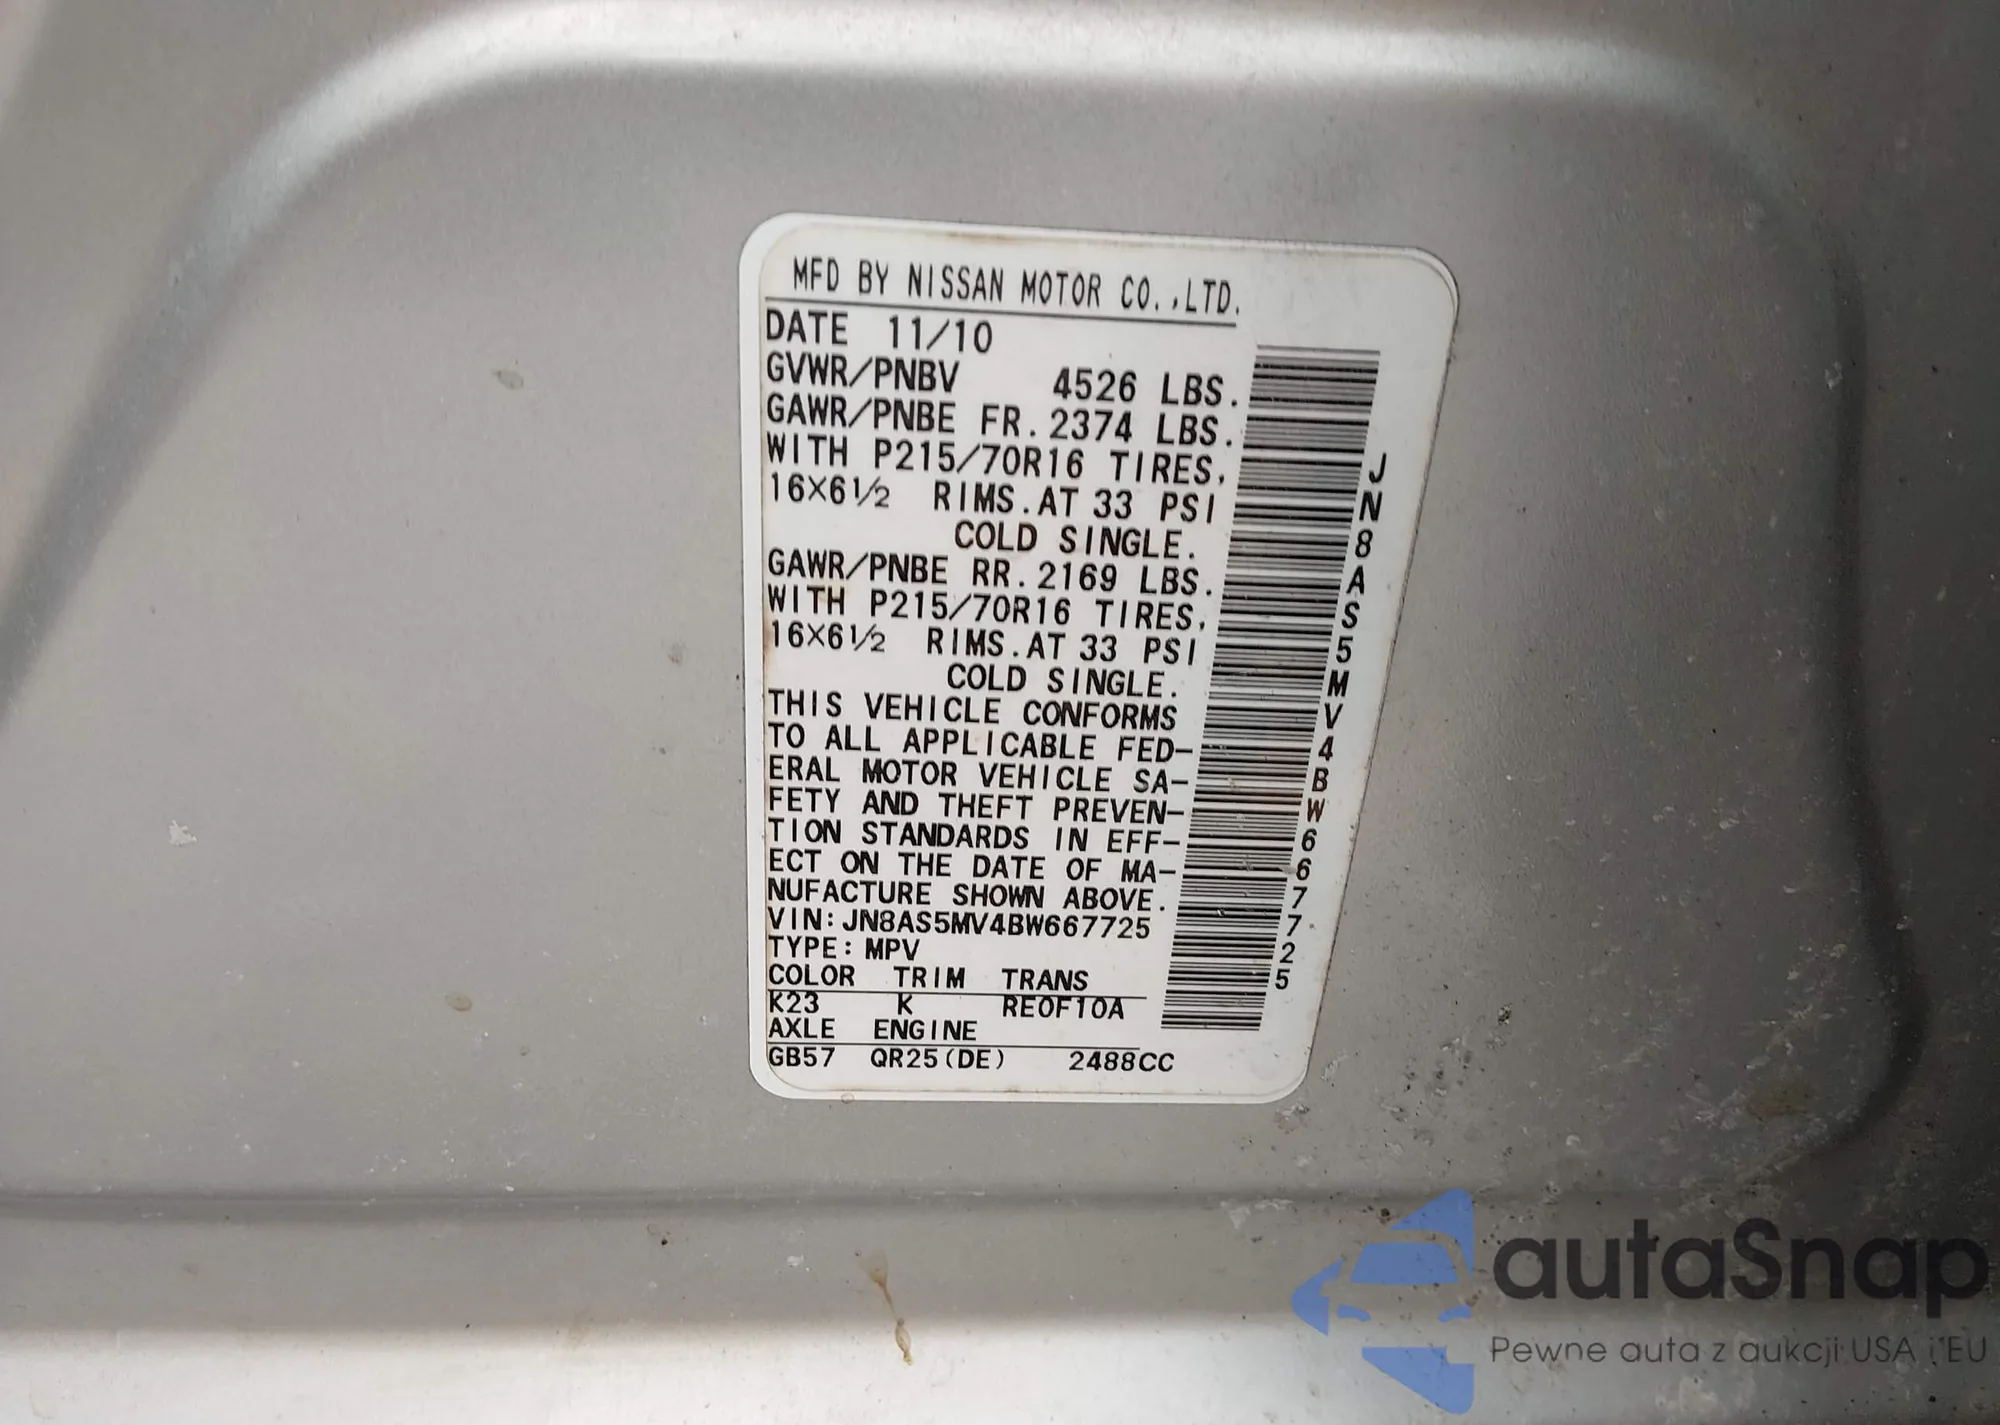 MFD BY NISSAN MOTOR CO.,LTD.
DATE 11/10
GVWR/PNBV 4526 LBS.
GAWR/PNBE FR. 2374 LBS.
WITH P215/70R16 TIRES,
16×6½ RIMS. AT 33 PSI
COLD SINGLE.
GAWR/PNBE RR. 2169 LBS.
WITH P215/70R16 TIRES,
16×6½ RIMS. AT 33 PSI
COLD SINGLE.
THIS VEHICLE CONFORMS
TO ALL APPLICABLE FED-
ERAL MOTOR VEHICLE SA-
FETY AND THEFT PREVEN-
TION STANDARDS IN EFF-
ECT ON THE DATE OF MA-
NUFACTURE SHOWN ABOVE.
VIN:JN8AS5MV4BW667725
TYPE:MPV
COLOR TRIM TRANS
K23 K RE0F10A
AXLE ENGINE
GB57 QR25(DE) 2488CC
JN8AS5MV4BW667725
autaSnap
Pewne auta z aukcji USA i EU